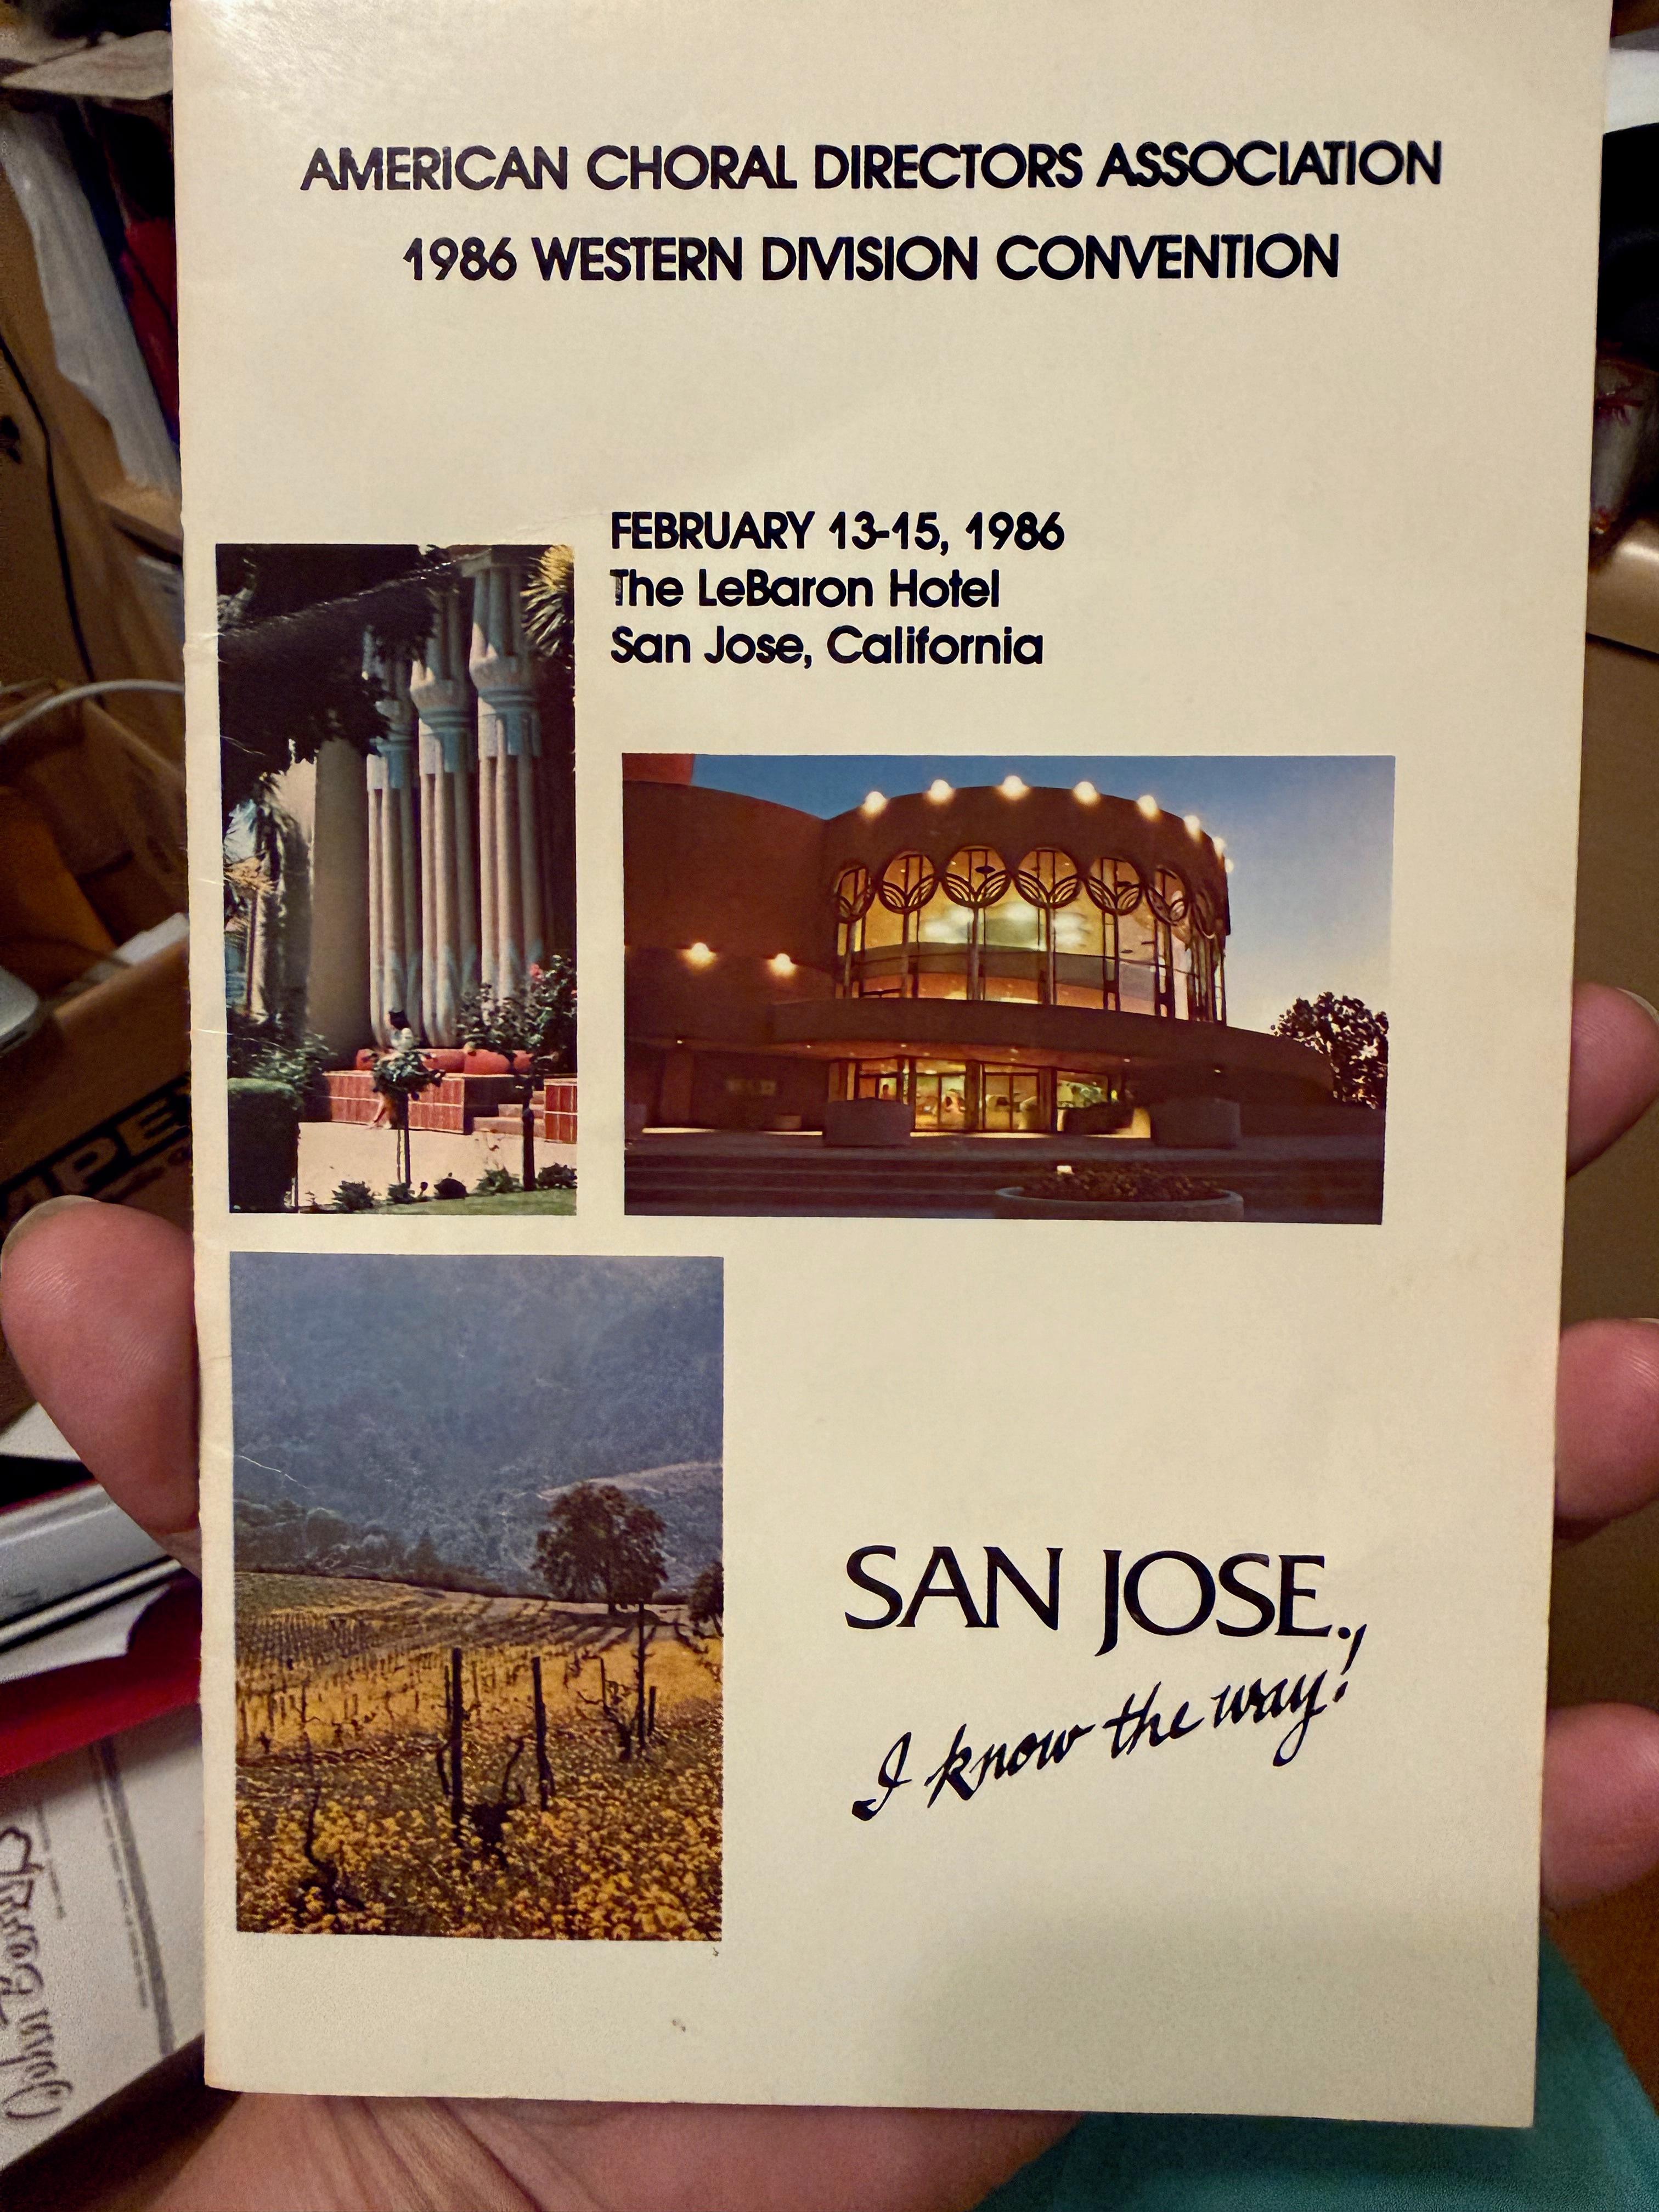 AMERICAN CHORAL DIRECTORS ASSOCIATION
1986 WESTERN DIVISION CONVENTION
FEBRUARY 13-15, 1986
The LeBaron Hotel
San Jose, California
SAN JOSE.,
I know the way!